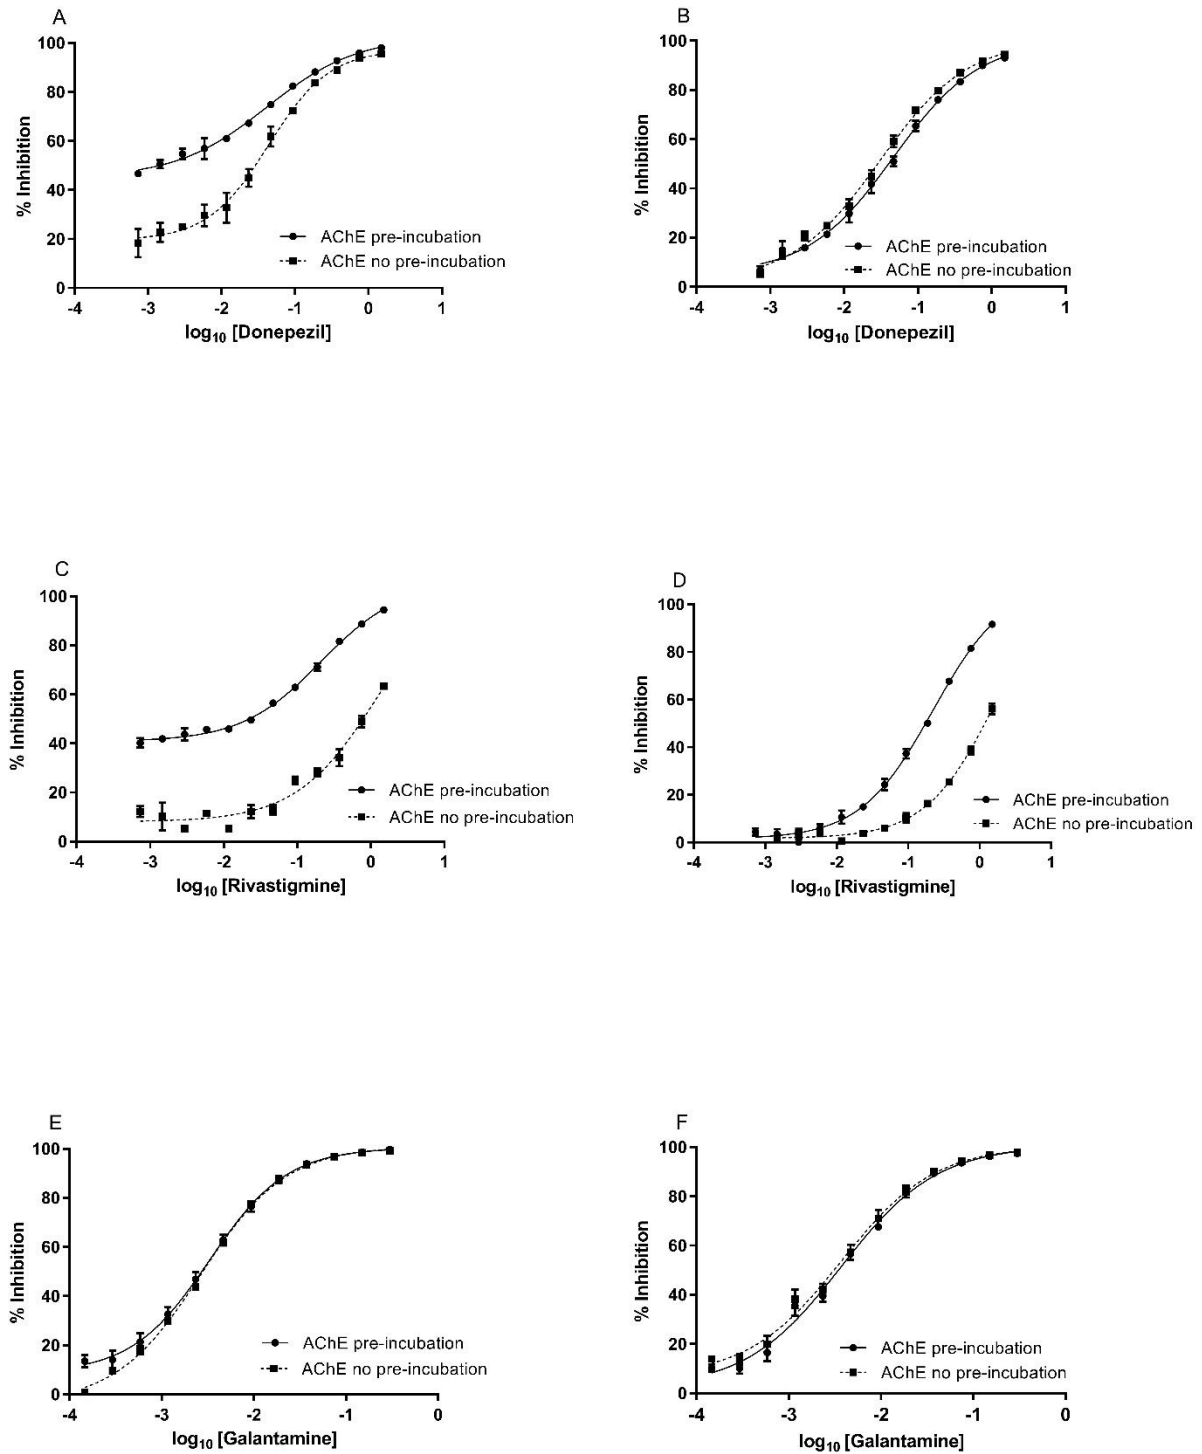 A
100
80
60
40
20
0
% Inhibition
AChE pre-incubation
AChE no pre-incubation
-4 -3 -2 -1 0 1
log10 [Donepezil]
B
100
80
60
40
20
0
% Inhibition
AChE pre-incubation
AChE no pre-incubation
-4 -3 -2 -1 0 1
log10 [Donepezil]
C
100
80
60
40
20
0
% Inhibition
AChE pre-incubation
AChE no pre-incubation
-4 -3 -2 -1 0 1
log10 [Rivastigmine]
D
100
80
60
40
20
0
% Inhibition
AChE pre-incubation
AChE no pre-incubation
-4 -3 -2 -1 0 1
log10 [Rivastigmine]
E
100
80
60
40
20
0
% Inhibition
AChE pre-incubation
AChE no pre-incubation
-4 -3 -2 -1 0
log10 [Galantamine]
F
100
80
60
40
20
0
% Inhibition
AChE pre-incubation
AChE no pre-incubation
-4 -3 -2 -1 0
log10 [Galantamine]